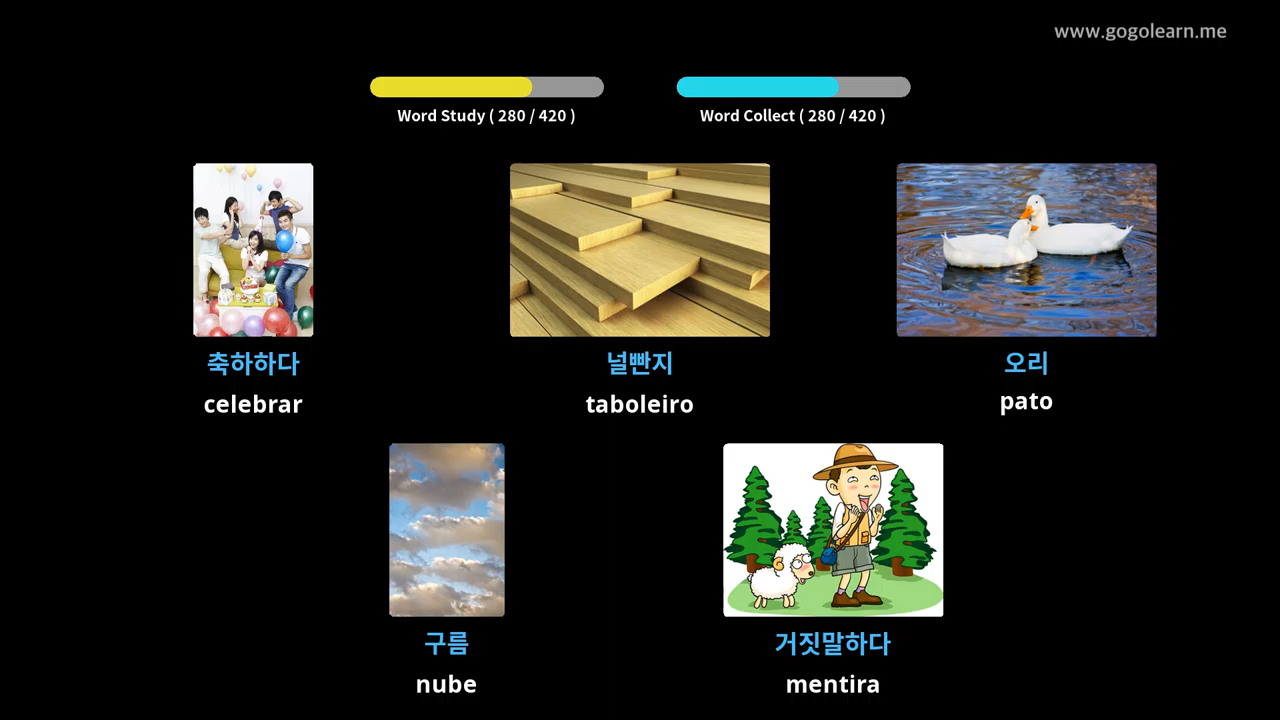 www.gogolearn.me
Word Study ( 280 / 420 )
Word Collect ( 280 / 420 )
축하하다
celebrar
널빤지
taboleiro
오리
pato
구름
nube
거짓말하다
mentira